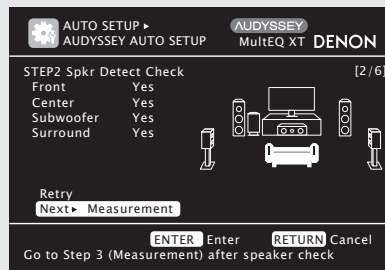 AUTO SETUP ▸
AUDYSSEY AUTO SETUP
AUDYSSEY
MultEQ XT DENON
STEP2 Spkr Detect Check [2/6]
Front Yes
Center Yes
Subwoofer Yes
Surround Yes
Retry
Next▸ Measurement
ENTER Enter RETURN Cancel
Go to Step 3 (Measurement) after speaker check